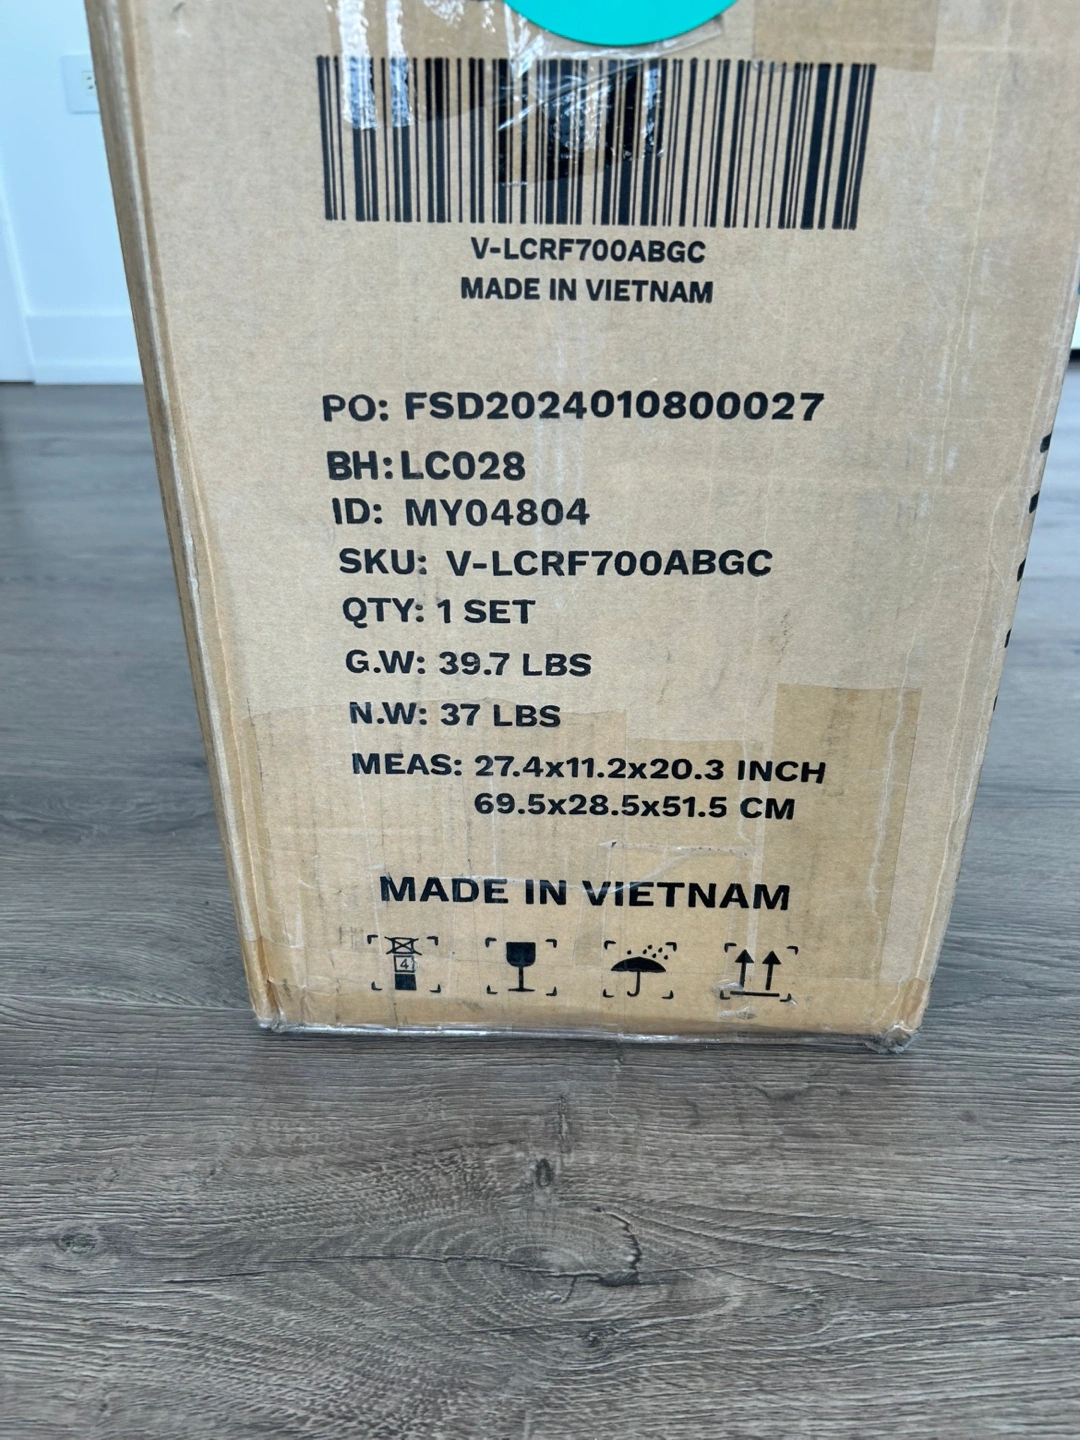 V-LCRF700ABGC
MADE IN VIETNAM
PO: FSD2024010800027
BH: LC028
ID: MY04804
SKU: V-LCRF700ABGC
QTY: 1 SET
G.W: 39.7 LBS
N.W: 37 LBS
MEAS: 27.4x11.2x20.3 INCH
69.5x28.5x51.5 CM
MADE IN VIETNAM
4